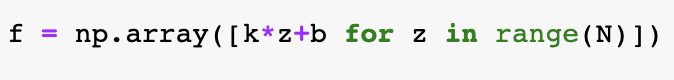 f = np.array([k*z+b for z in range(N)])